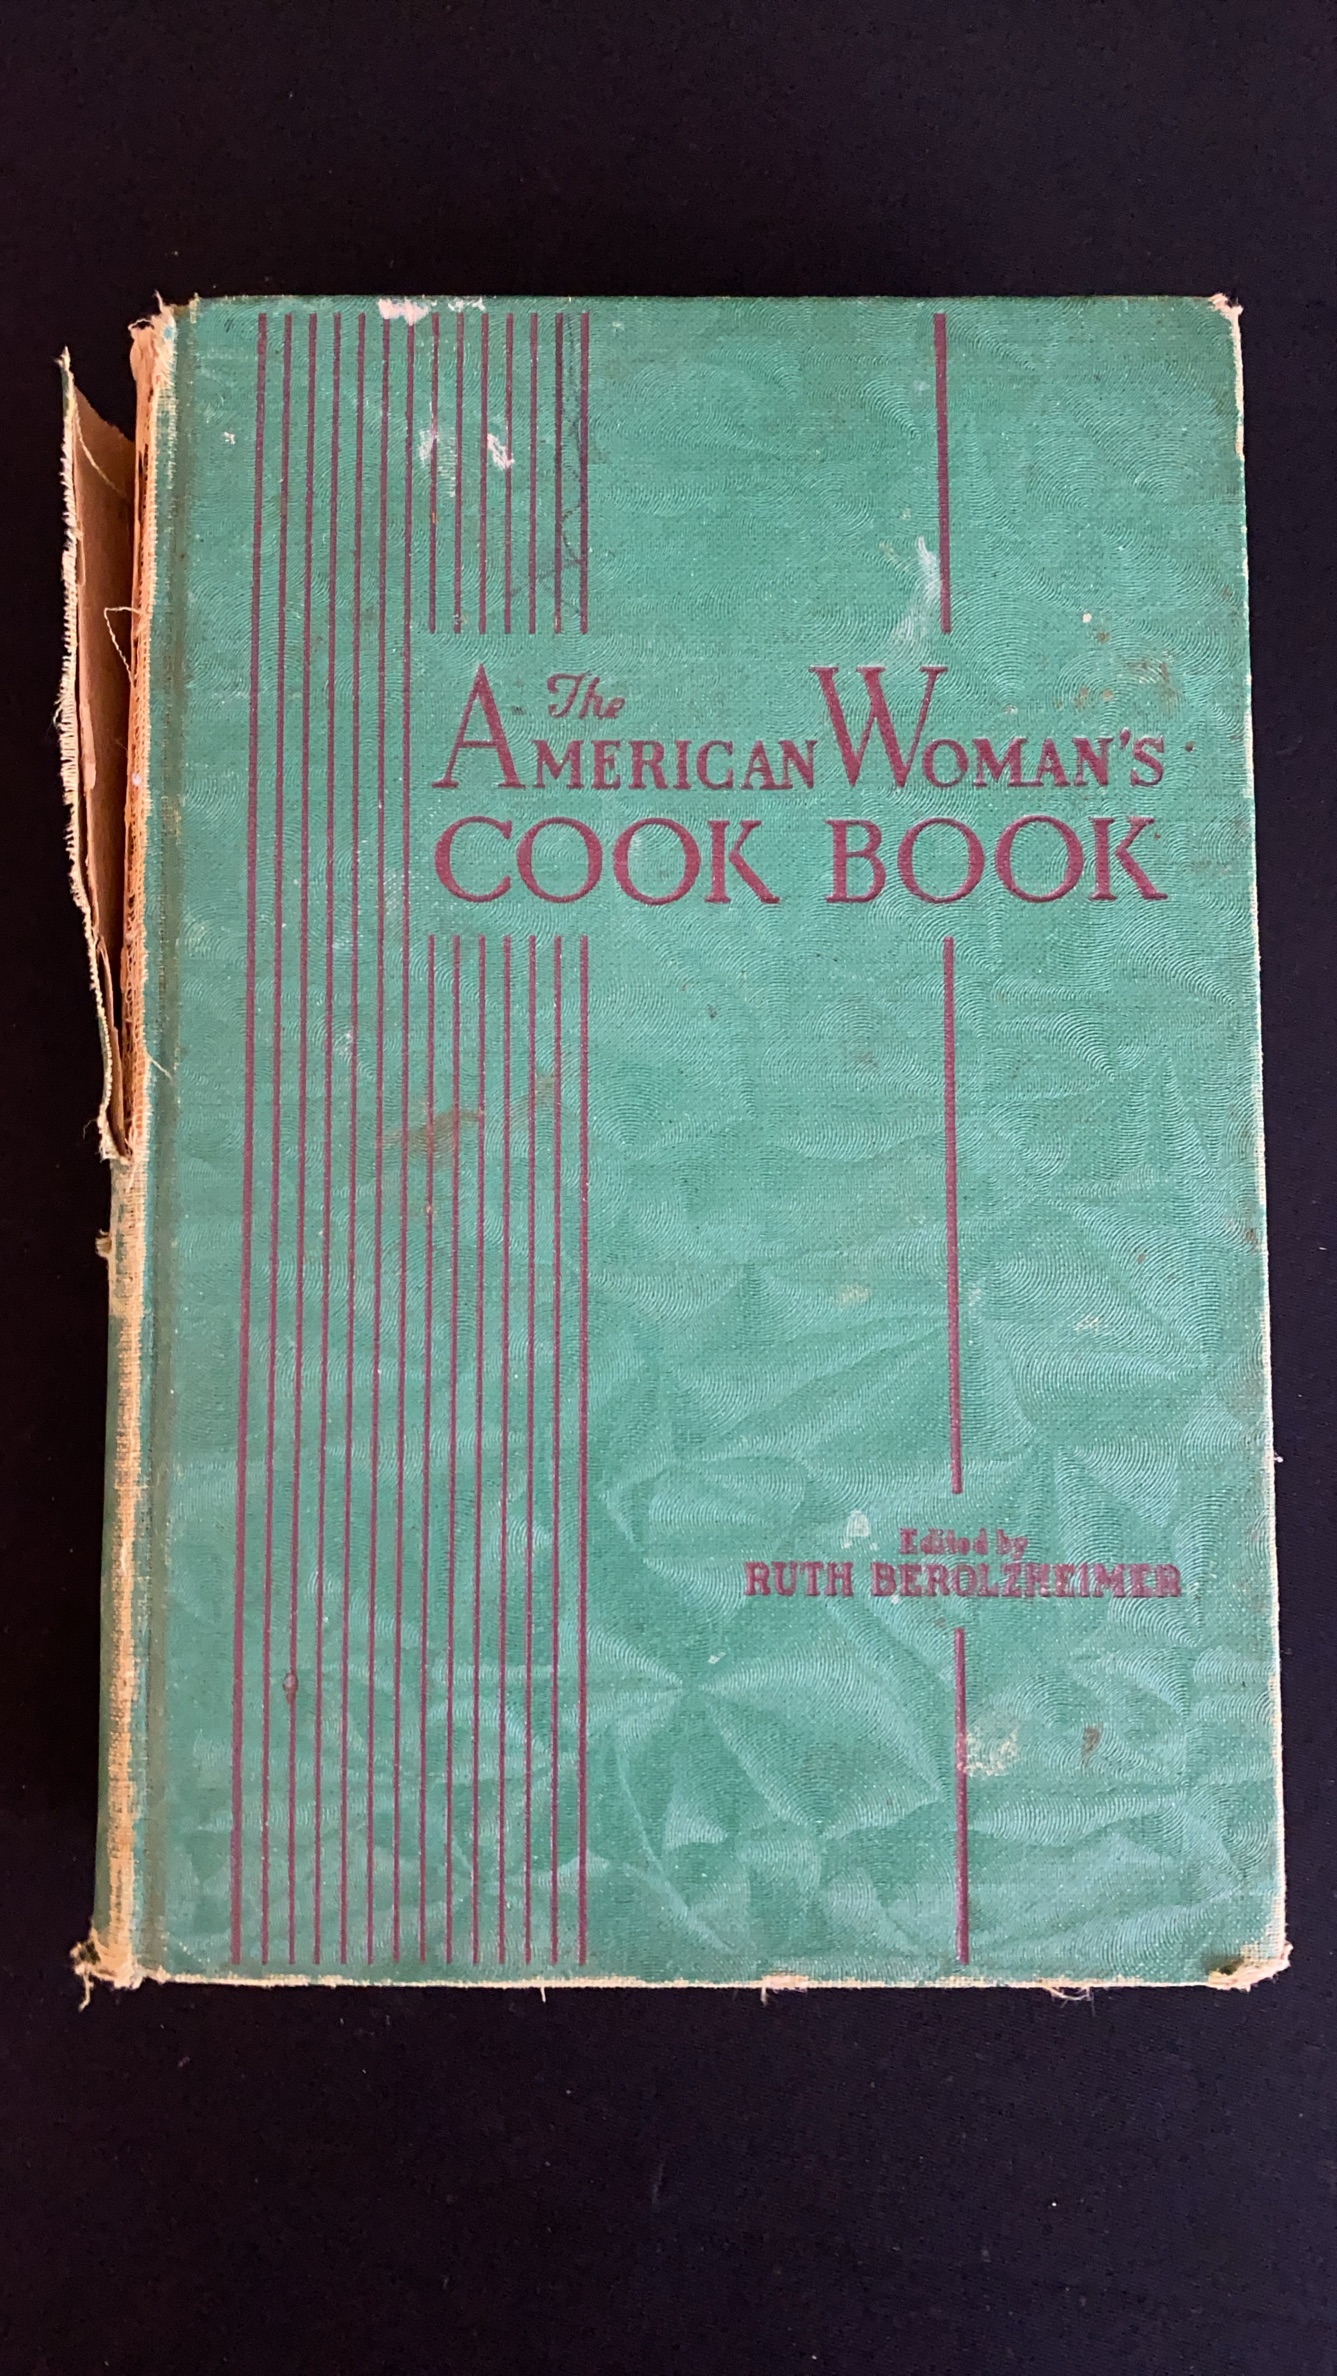 The
AMERICAN WOMAN'S
COOK BOOK
Edited by
RUTH BEROLZHEIMER